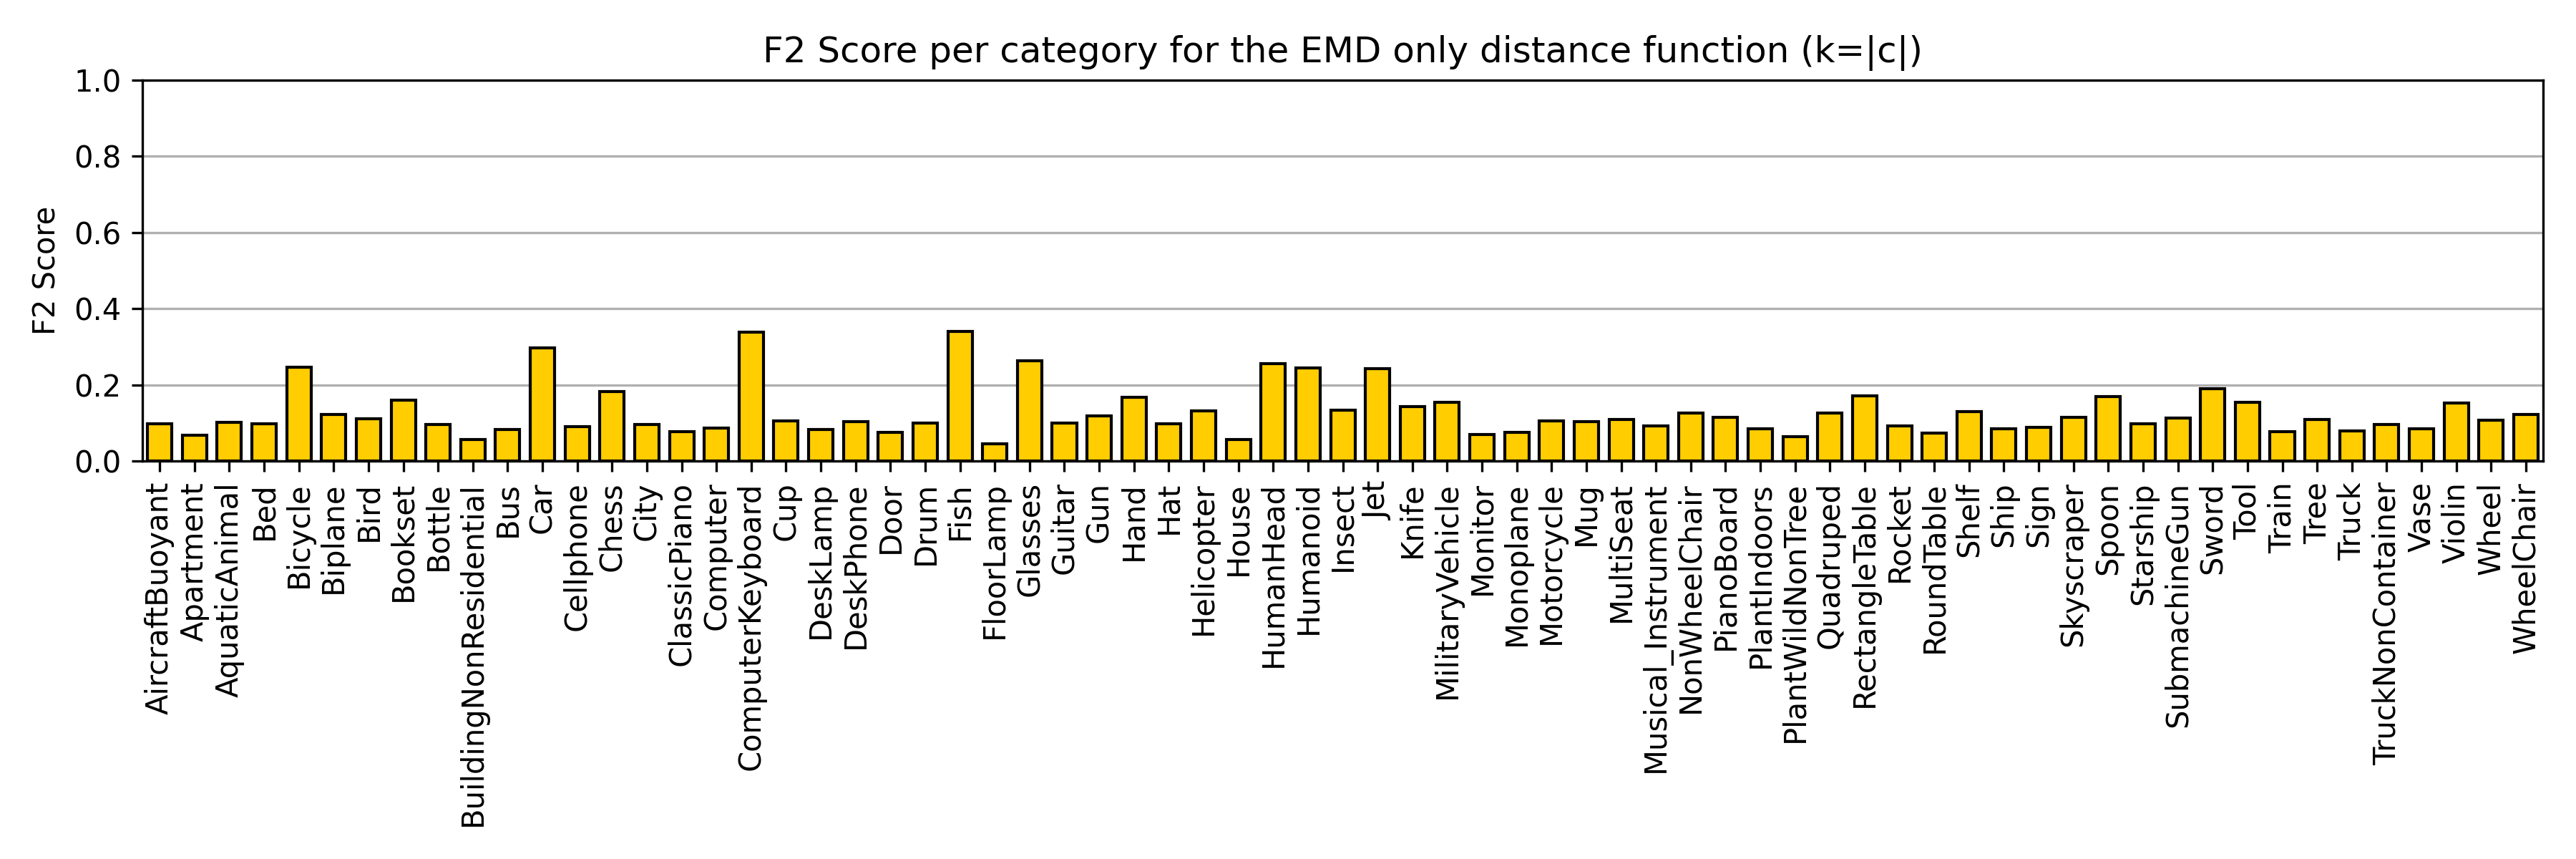 F2 Score per category for the EMD only distance function (k=|c|)
F2 Score
1.0
0.8
0.6
0.4
0.2
0.0
AircraftBuoyant
Apartment
AquaticAnimal
Bed
Bicycle
Biplane
Bird
Bookset
Bottle
BuildingNonResidential
Bus
Car
Cellphone
Chess
City
ClassicPiano
Computer
ComputerKeyboard
Cup
DeskLamp
DeskPhone
Door
Drum
Fish
FloorLamp
Glasses
Guitar
Gun
Hand
Hat
Helicopter
House
HumanHead
Humanoid
Insect
Jet
Knife
MilitaryVehicle
Monitor
Monoplane
Motorcycle
Mug
MultiSeat
Musical_Instrument
NonWheelChair
PianoBoard
PlantIndoors
PlantWildNonTree
Quadruped
RectangleTable
Rocket
RoundTable
Shelf
Ship
Sign
Skyscraper
Spoon
Starship
SubmachineGun
Sword
Tool
Train
Tree
Truck
TruckNonContainer
Vase
Violin
Wheel
WheelChair